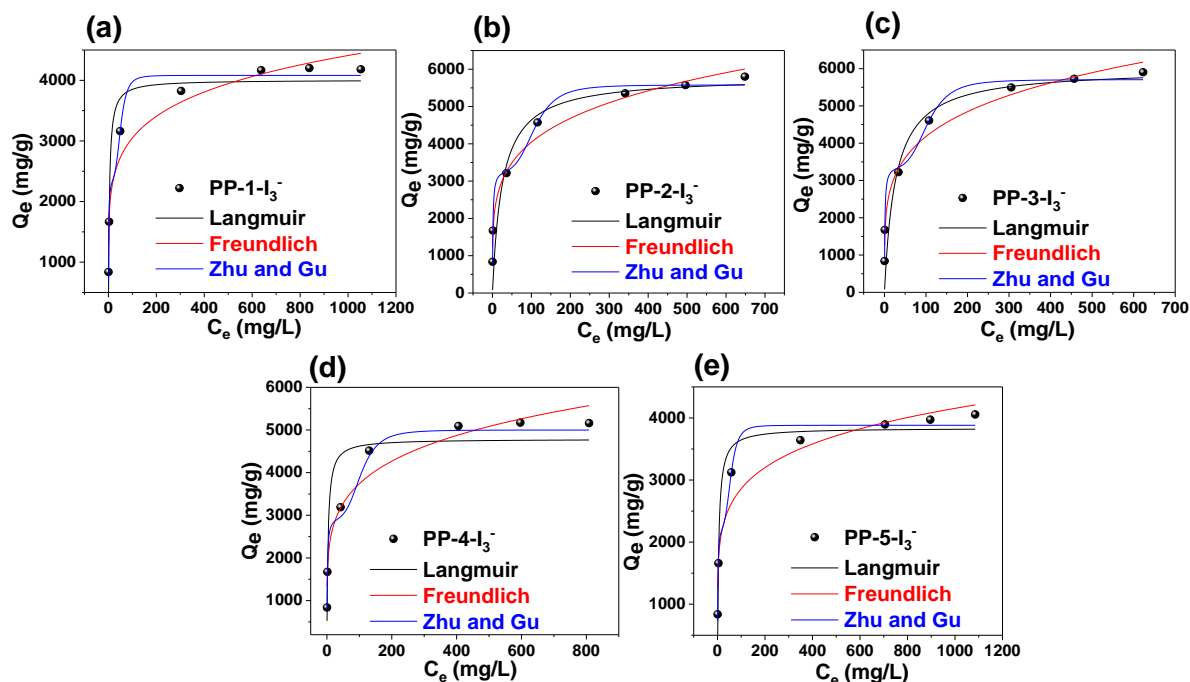 (a)
Qe (mg/g)
4000
3000
2000
1000
PP-1-I3-
Langmuir
Freundlich
Zhu and Gu
0 200 400 600 800 1000 1200
Ce (mg/L)
(b)
Qe (mg/g)
7000
6000
5000
4000
3000
2000
1000
0
PP-2-I3-
Langmuir
Freundlich
Zhu and Gu
0 100 200 300 400 500 600 700
Ce (mg/L)
(c)
Qe (mg/g)
7000
6000
5000
4000
3000
2000
1000
0
PP-3-I3-
Langmuir
Freundlich
Zhu and Gu
0 100 200 300 400 500 600 700
Ce (mg/L)
(d)
Qe (mg/g)
6000
5000
4000
3000
2000
1000
PP-4-I3-
Langmuir
Freundlich
Zhu and Gu
0 200 400 600 800
Ce (mg/L)
(e)
Qe (mg/g)
4000
3000
2000
1000
PP-5-I3-
Langmuir
Freundlich
Zhu and Gu
0 200 400 600 800 1000 1200
Ce (mg/L)